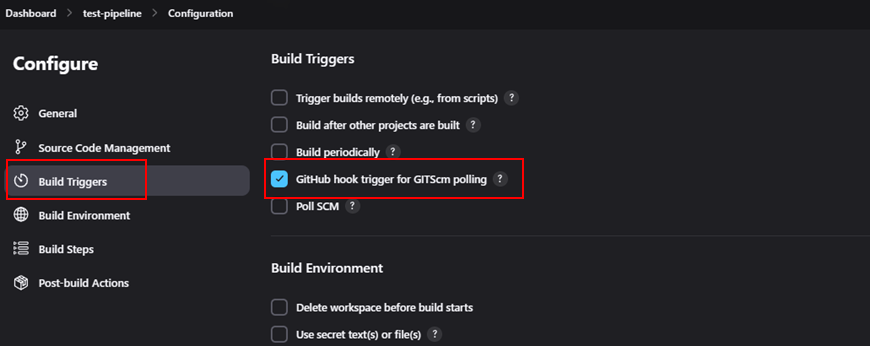 Dashboard > test-pipeline > Configuration
Configure
General
Source Code Management
Build Triggers
Build Environment
Build Steps
Post-build Actions
Build Triggers
Trigger builds remotely (e.g., from scripts) ?
Build after other projects are built ?
Build periodically ?
GitHub hook trigger for GITScm polling ?
Poll SCM ?
Build Environment
Delete workspace before build starts
Use secret text(s) or file(s) ?